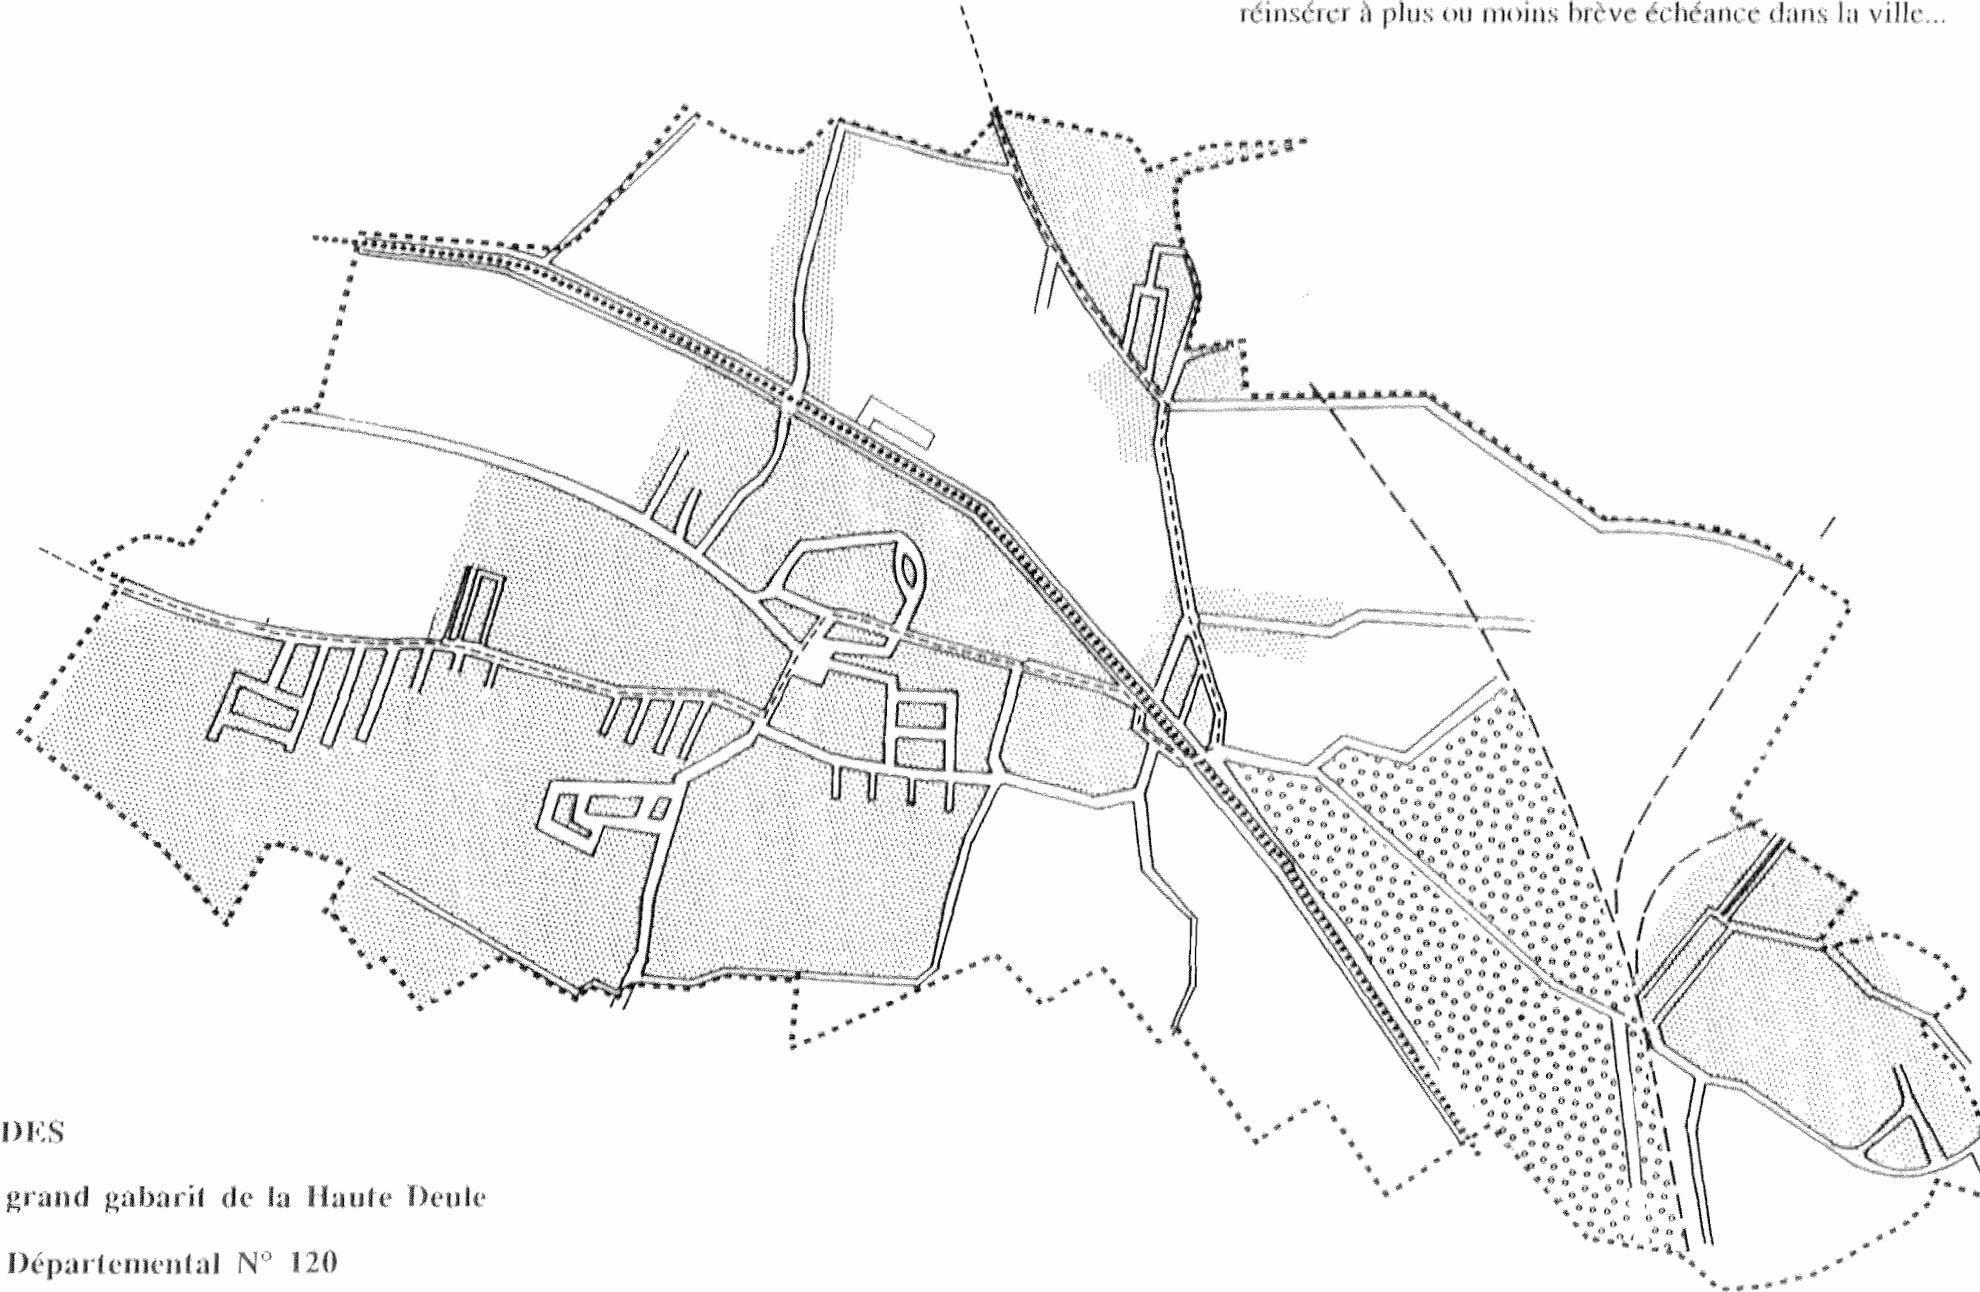 réinsérer à plus ou moins brève échéance dans la ville...
DES
grand gabarit de la Haute Deule
Départemental N° 120